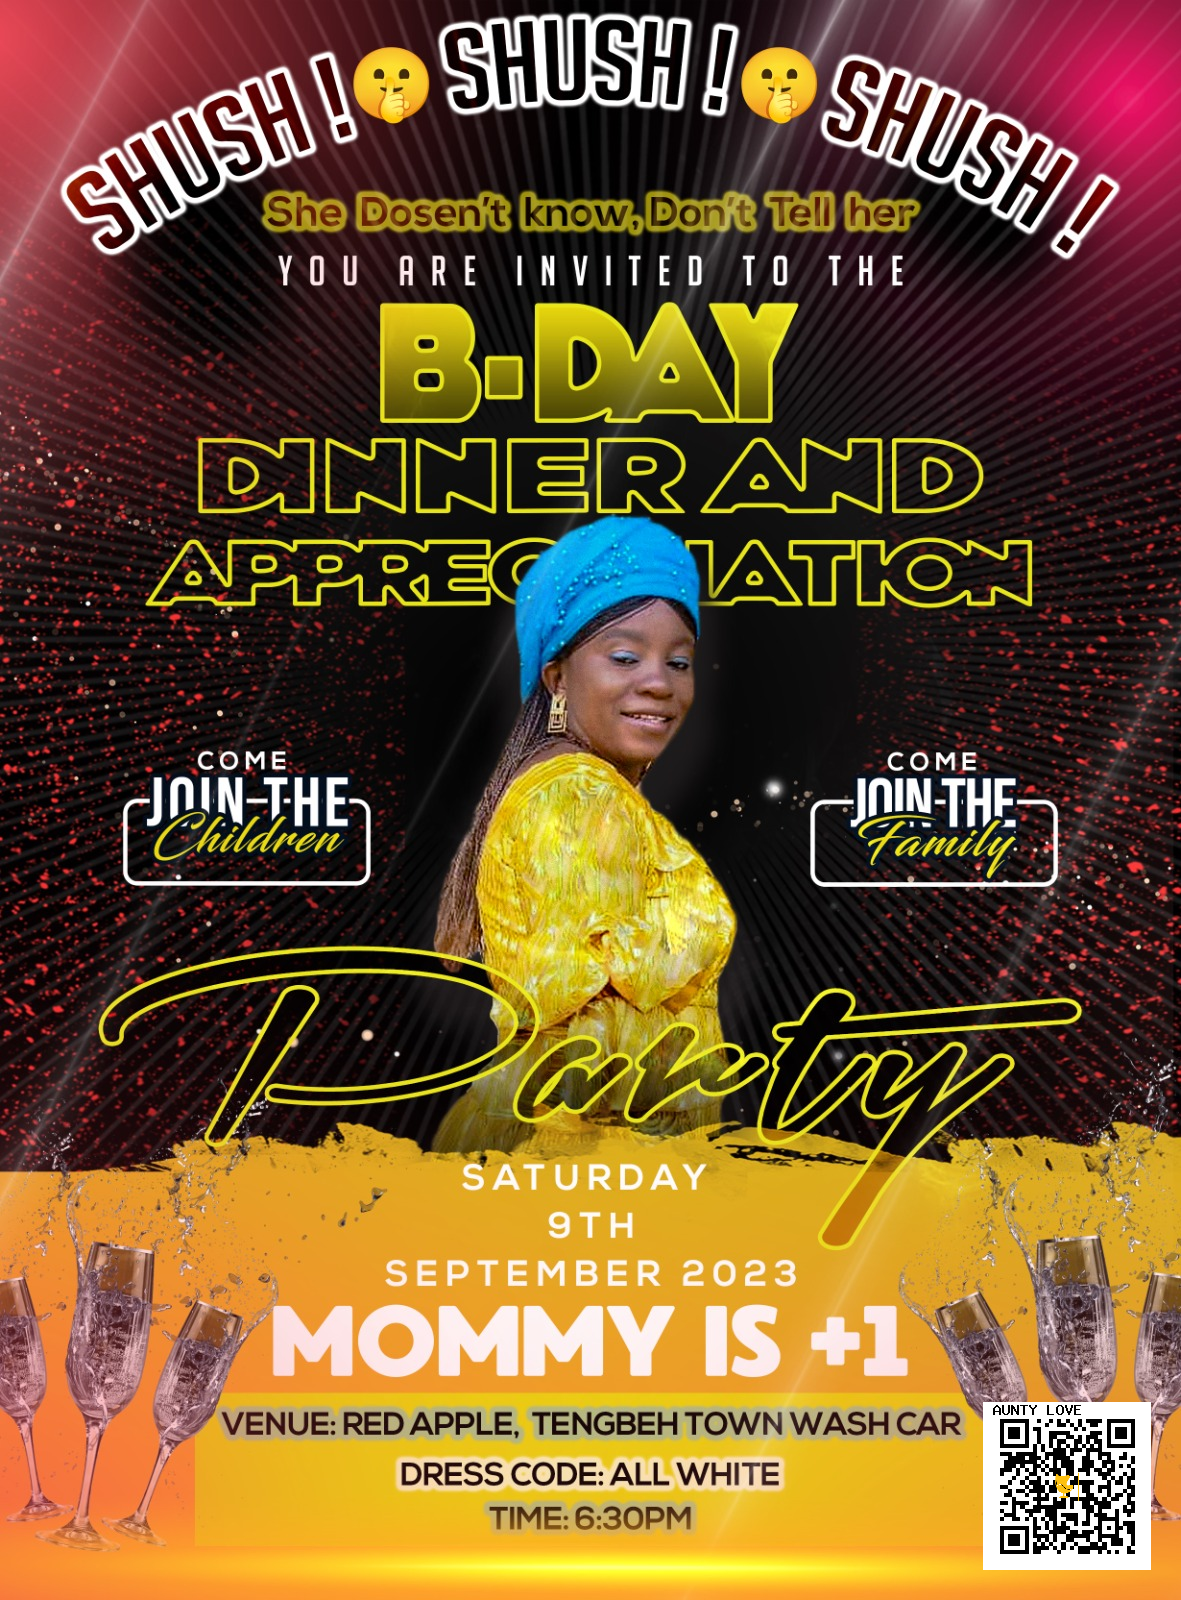 SHUSH ! 🤫 SHUSH ! 🤫 SHUSH !
She Dosen't know, Don't Tell her
YOU ARE INVITED TO THE
B-DAY
DINNER AND
APPRECIATION
COME
JOIN THE
Children
COME
JOIN THE
Family
Party
SATURDAY
9TH
SEPTEMBER 2023
MOMMY IS +1
VENUE: RED APPLE, TENGBEH TOWN WASH CAR
DRESS CODE: ALL WHITE
TIME: 6:30PM
AUNTY LOVE